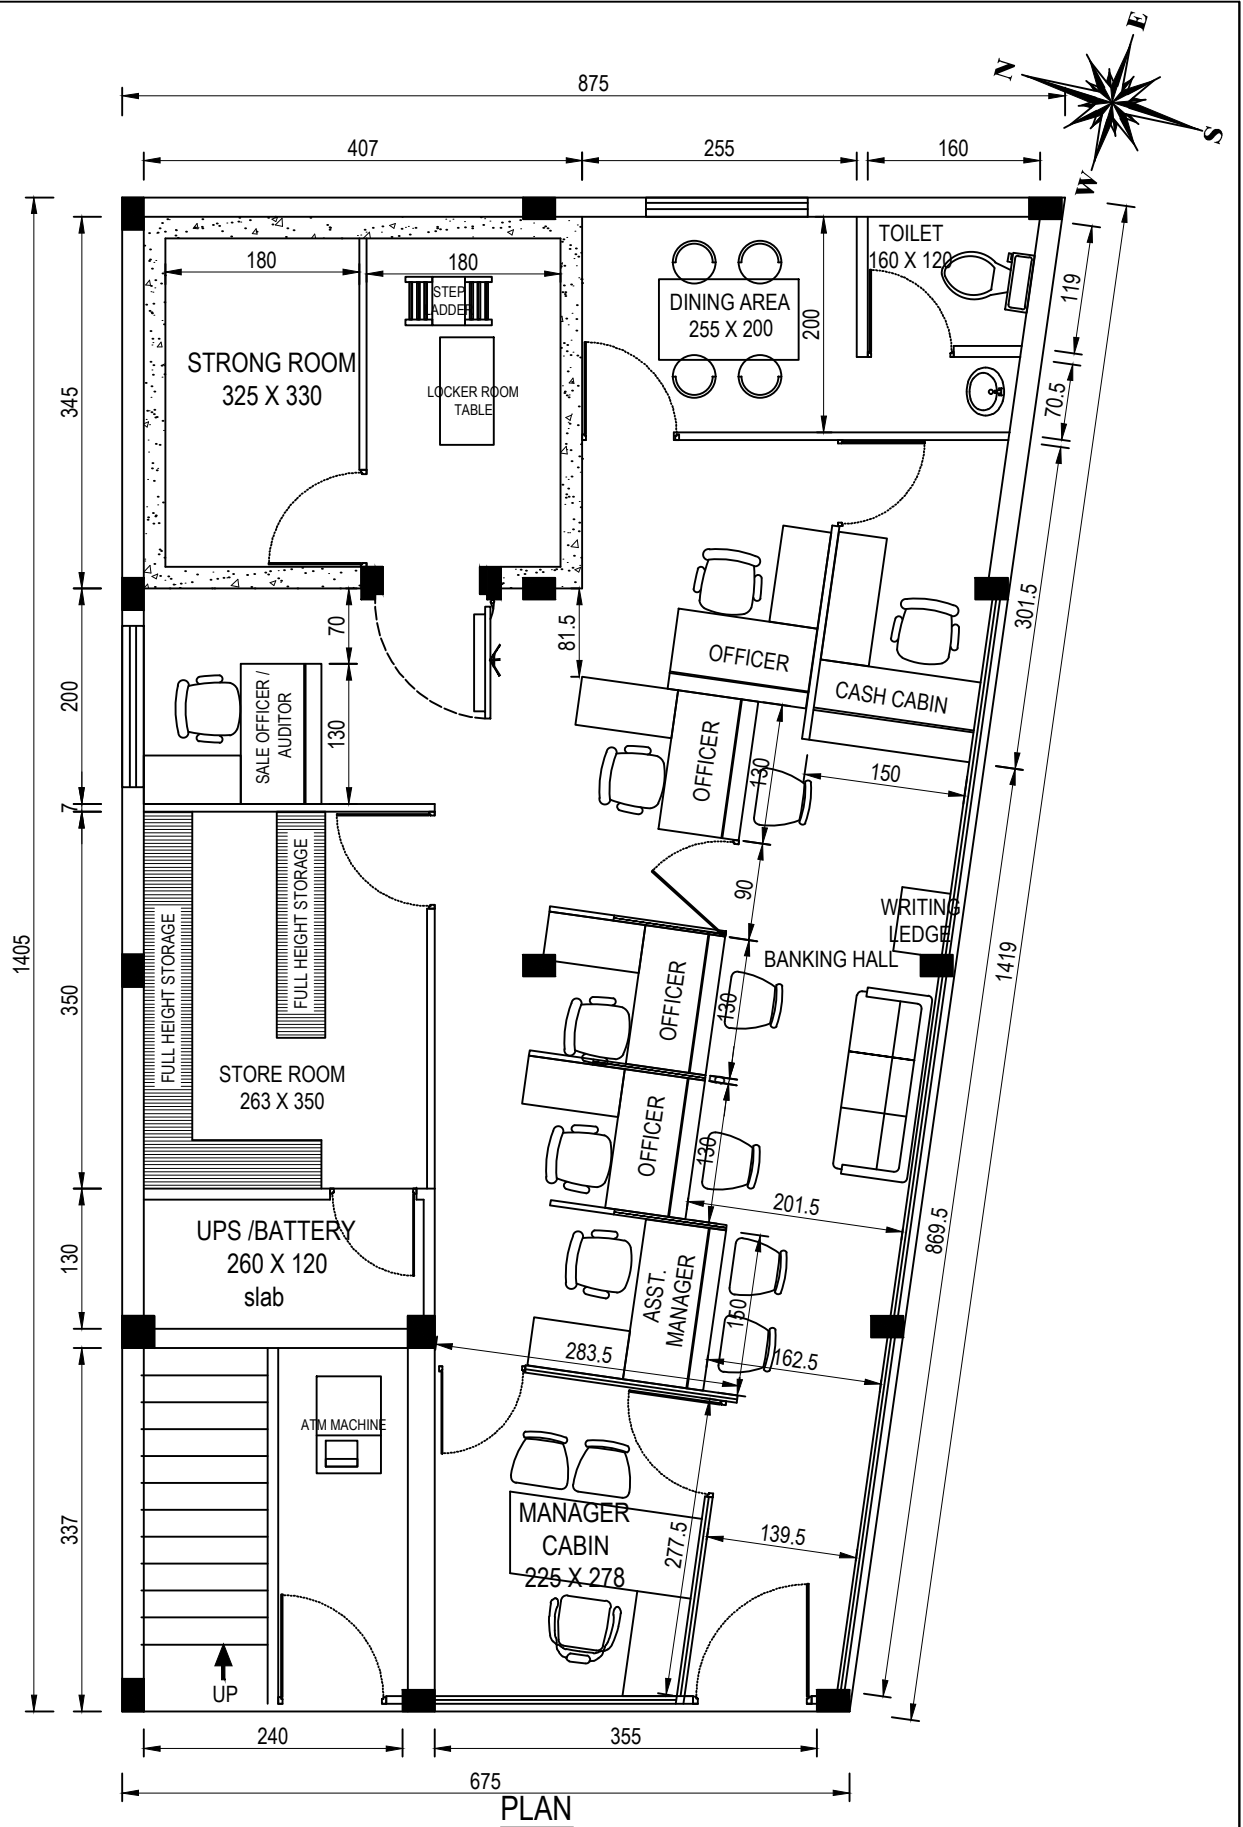 E
N
S
W
875
407
255
160
TOILET
160 X 120
119
180
180
STEP
LADDER
DINING AREA
255 X 200
200
STRONG ROOM
325 X 330
LOCKER ROOM
TABLE
345
70.5
301.5
70
81.5
OFFICER
CASH CABIN
200
SALE OFFICER /
AUDITOR
130
OFFICER
130
150
7
90
FULL HEIGHT STORAGE
FULL HEIGHT STORAGE
WRITING
LEDGE
BANKING HALL
1405
350
1419
OFFICER
130
STORE ROOM
263 X 350
OFFICER
130
201.5
869.5
UPS /BATTERY
260 X 120
slab
130
ASST.
MANAGER
150
283.5
162.5
ATM MACHINE
MANAGER
CABIN
225 X 278
277.5
139.5
337
UP
240
355
675
PLAN